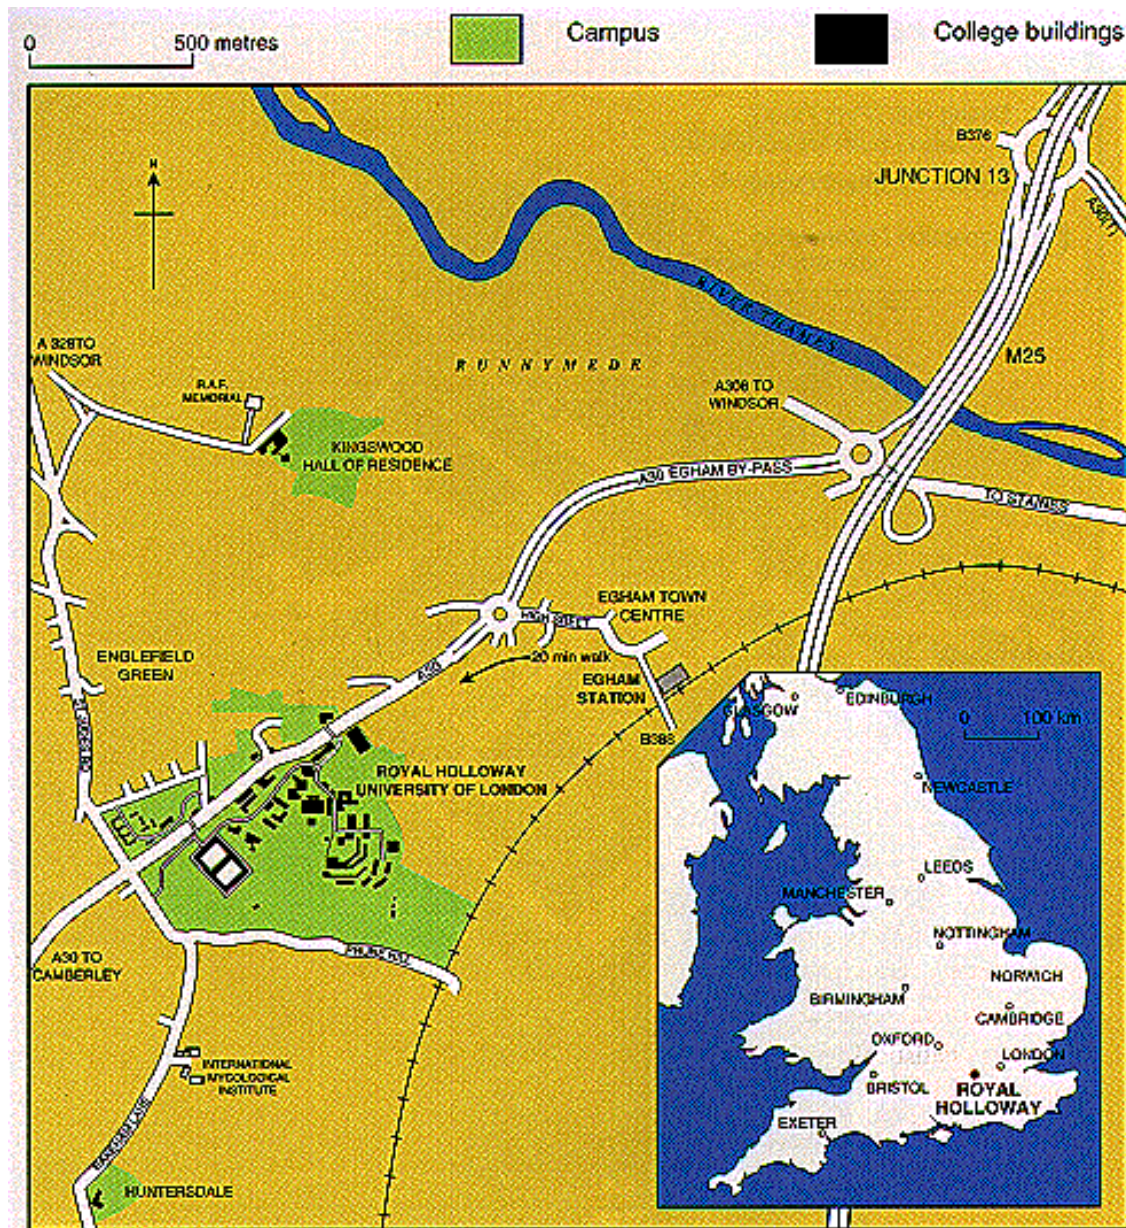 0
500 metres
Campus
College buildings
B376
JUNCTION 13
A30(T)
N
RIVER THAMES
M25
A 328 TO
WINDSOR
RUNNYMEDE
A308 TO
WINDSOR
R.A.F.
MEMORIAL
KINGSWOOD
HALL OF RESIDENCE
A30 EGHAM BY-PASS
TO STAINES
EGHAM TOWN
CENTRE
HIGH STREET
20 min walk
EGHAM
STATION
B388
ENGLEFIELD
GREEN
A30
ROYAL HOLLOWAY
UNIVERSITY OF LONDON
A30 TO
CAMBERLEY
INTERNATIONAL
MYCOLOGICAL
INSTITUTE
HUNTERSDALE
GLASGOW
EDINBURGH
0
100 km
NEWCASTLE
LEEDS
MANCHESTER
NOTTINGHAM
NORWICH
BIRMINGHAM
CAMBRIDGE
OXFORD
LONDON
BRISTOL
ROYAL
HOLLOWAY
EXETER